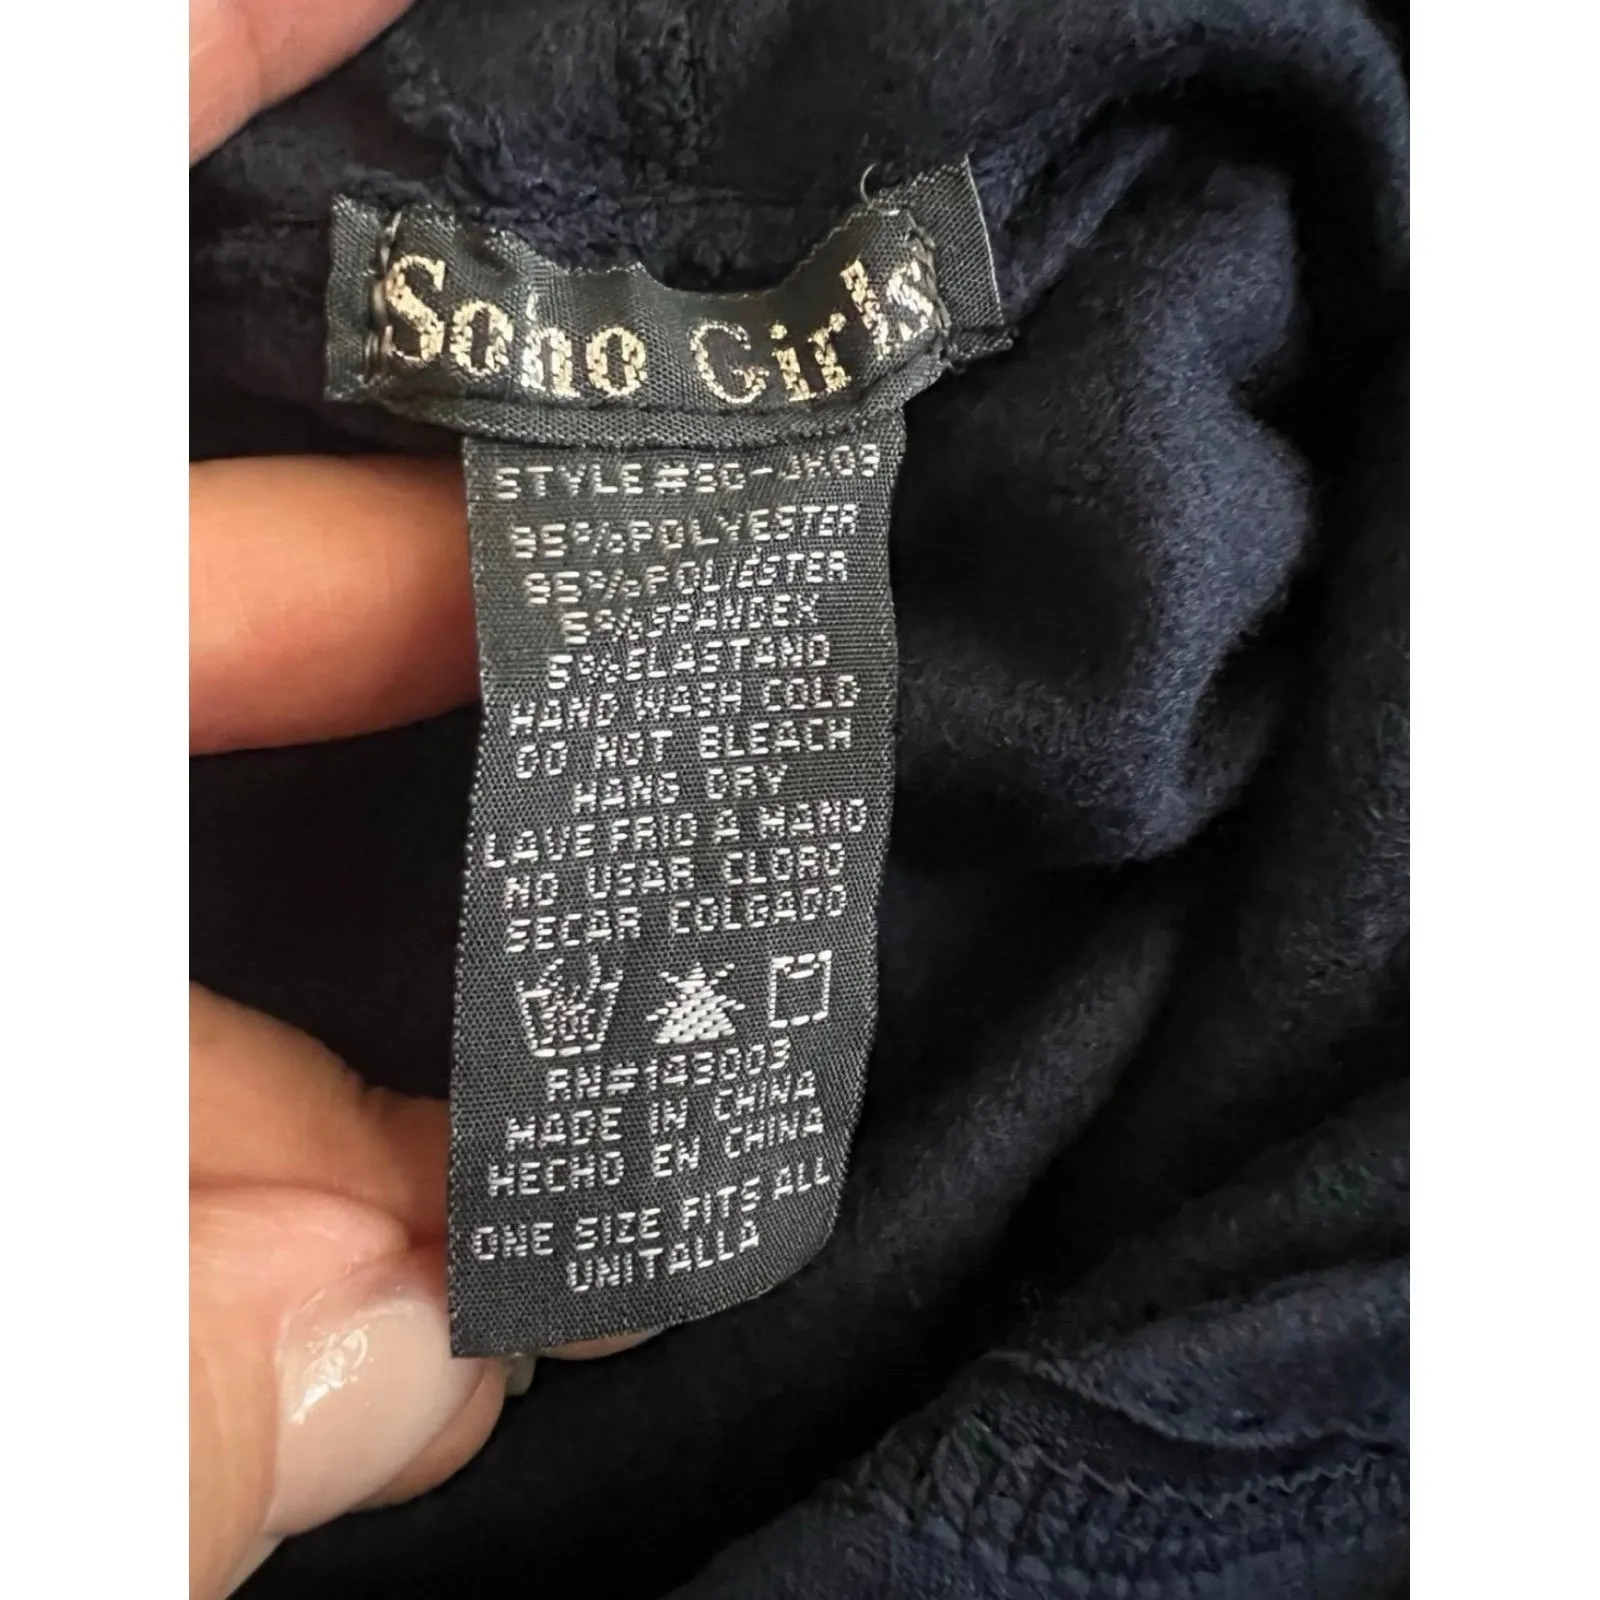 Soho Girls
STYLE#SG-JK09
95%POLYESTER
95%POLIÉSTER
5%SPANDEX
5%ELASTANO
HAND WASH COLD
DO NOT BLEACH
HANG DRY
LAVE FRIO A MANO
NO USAR CLORO
SECAR COLGADO
RN#143003
MADE IN CHINA
HECHO EN CHINA
ONE SIZE FITS ALL
UNITALLA